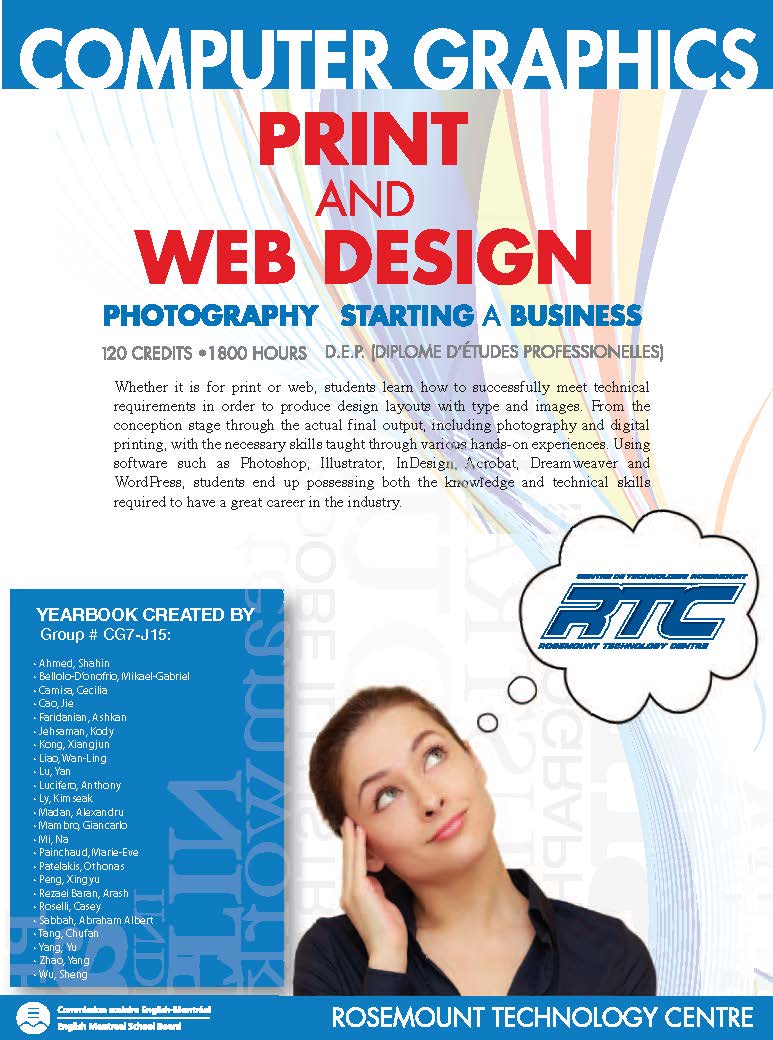 COMPUTER GRAPHICS
PRINT
AND
WEB DESIGN
PHOTOGRAPHY STARTING A BUSINESS
120 CREDITS •1800 HOURS D.E.P. (DIPLOME D'ÉTUDES PROFESSIONELLES)
Whether it is for print or web, students learn how to successfully meet technical
requirements in order to produce design layouts with type and images. From the
conception stage through the actual final output, including photography and digital
printing, with the necessary skills taught through various hands-on experiences. Using
software such as Photoshop, Illustrator, InDesign, Acrobat, Dreamweaver and
WordPress, students end up possessing both the knowledge and technical skills
required to have a great career in the industry.
CENTRE DE TECHNOLOGIE ROSEMOUNT
RTC
ROSEMOUNT TECHNOLOGY CENTRE
YEARBOOK CREATED BY
Group # CG7-J15:
• Ahmed, Shahin
• Bellolo-D'onofrio, Mikael-Gabriel
• Camisa, Cecilia
• Cao, Jie
• Faridanian, Ashkan
• Jehsaman, Kody
• Kong, Xiangjun
• Liao, Wan-Ling
• Lu, Yan
• Lucifero, Anthony
• Ly, Kimseak
• Madan, Alexandru
• Mambro, Giancarlo
• Mi, Na
• Painchaud, Marie-Eve
• Patelakis, Othonas
• Peng, Xingyu
• Rezaei Baran, Arash
• Roselli, Casey
• Sabbah, Abraham Albert
• Tang, Chufan
• Yang, Yu
• Zhao, Yang
• Wu, Sheng
Commission scolaire English-Montréal
English Montreal School Board
ROSEMOUNT TECHNOLOGY CENTRE